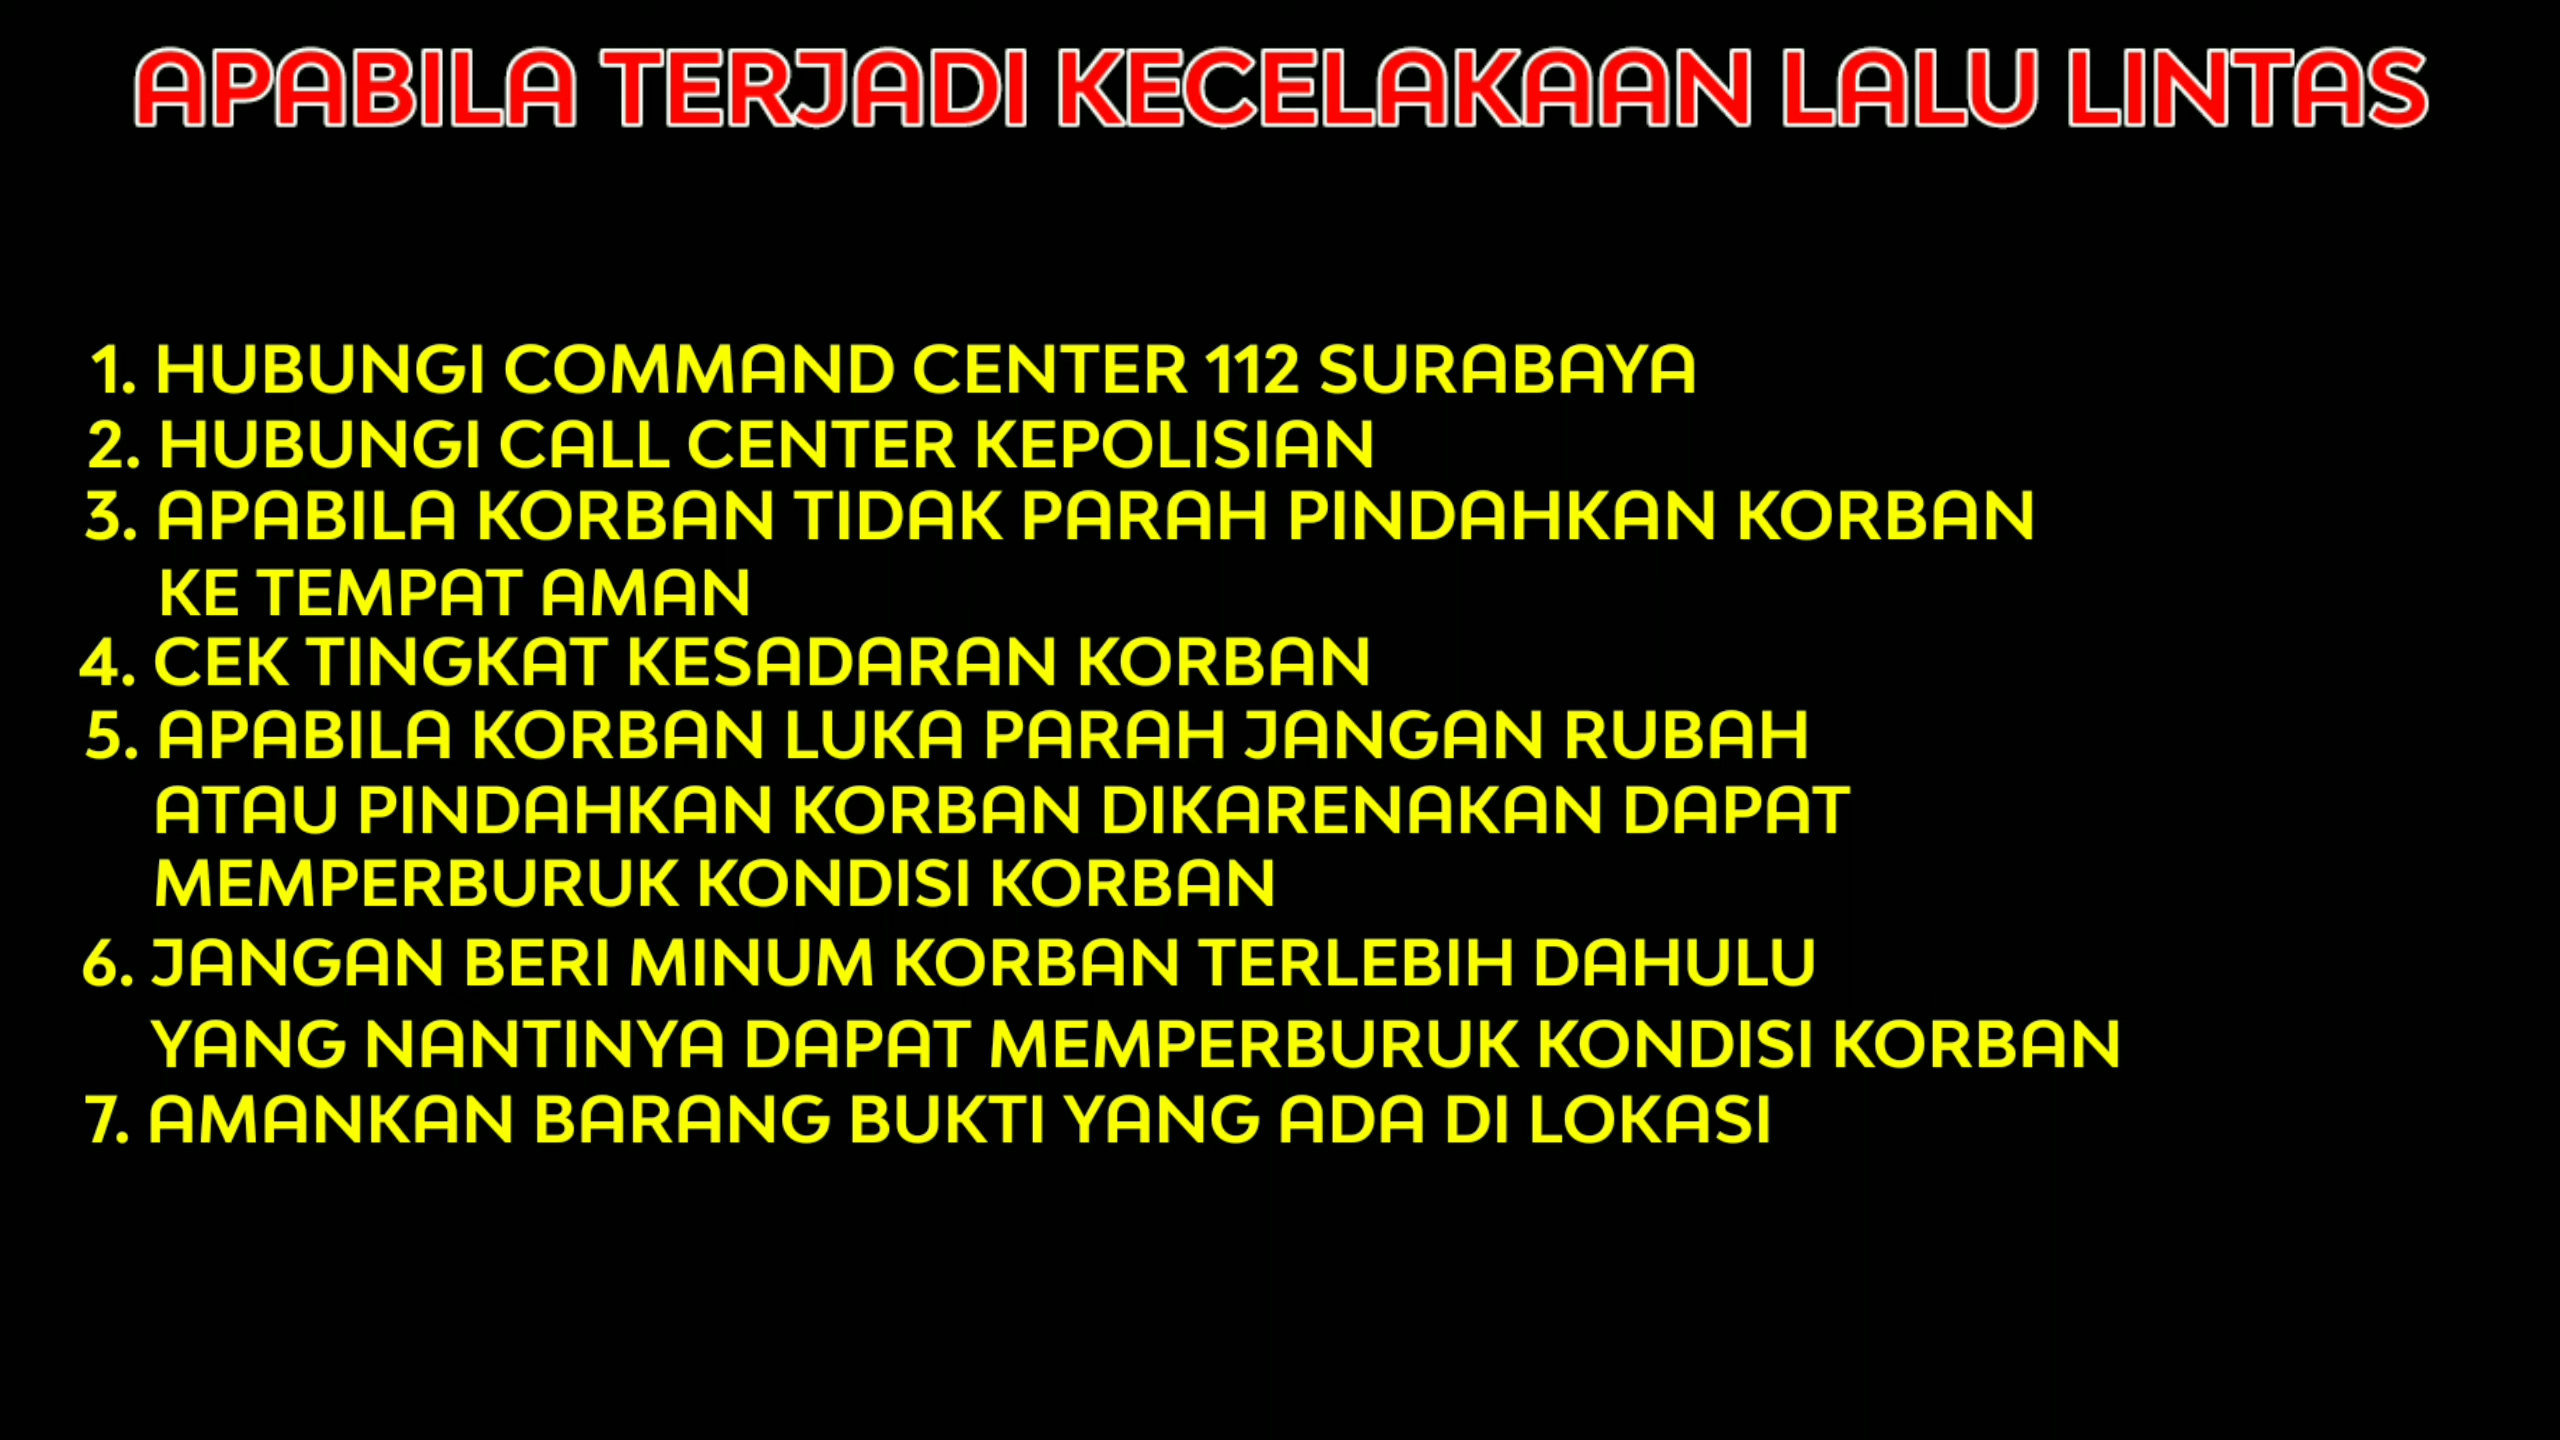 APABILA TERJADI KECELAKAAN LALU LINTAS
1. HUBUNGI COMMAND CENTER 112 SURABAYA
2. HUBUNGI CALL CENTER KEPOLISIAN
3. APABILA KORBAN TIDAK PARAH PINDAHKAN KORBAN
KE TEMPAT AMAN
4. CEK TINGKAT KESADARAN KORBAN
5. APABILA KORBAN LUKA PARAH JANGAN RUBAH
ATAU PINDAHKAN KORBAN DIKARENAKAN DAPAT
MEMPERBURUK KONDISI KORBAN
6. JANGAN BERI MINUM KORBAN TERLEBIH DAHULU
YANG NANTINYA DAPAT MEMPERBURUK KONDISI KORBAN
7. AMANKAN BARANG BUKTI YANG ADA DI LOKASI